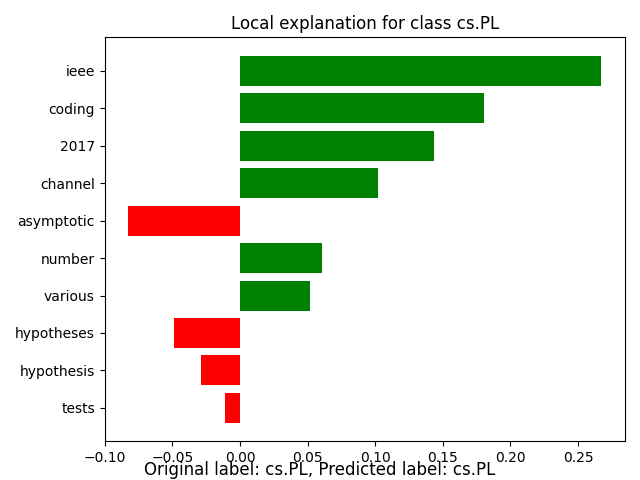 Local explanation for class cs.PL
ieee
coding
2017
channel
asymptotic
number
various
hypotheses
hypothesis
tests
−0.10 −0.05 0.00 0.05 0.10 0.15 0.20 0.25
Original label: cs.PL, Predicted label: cs.PL